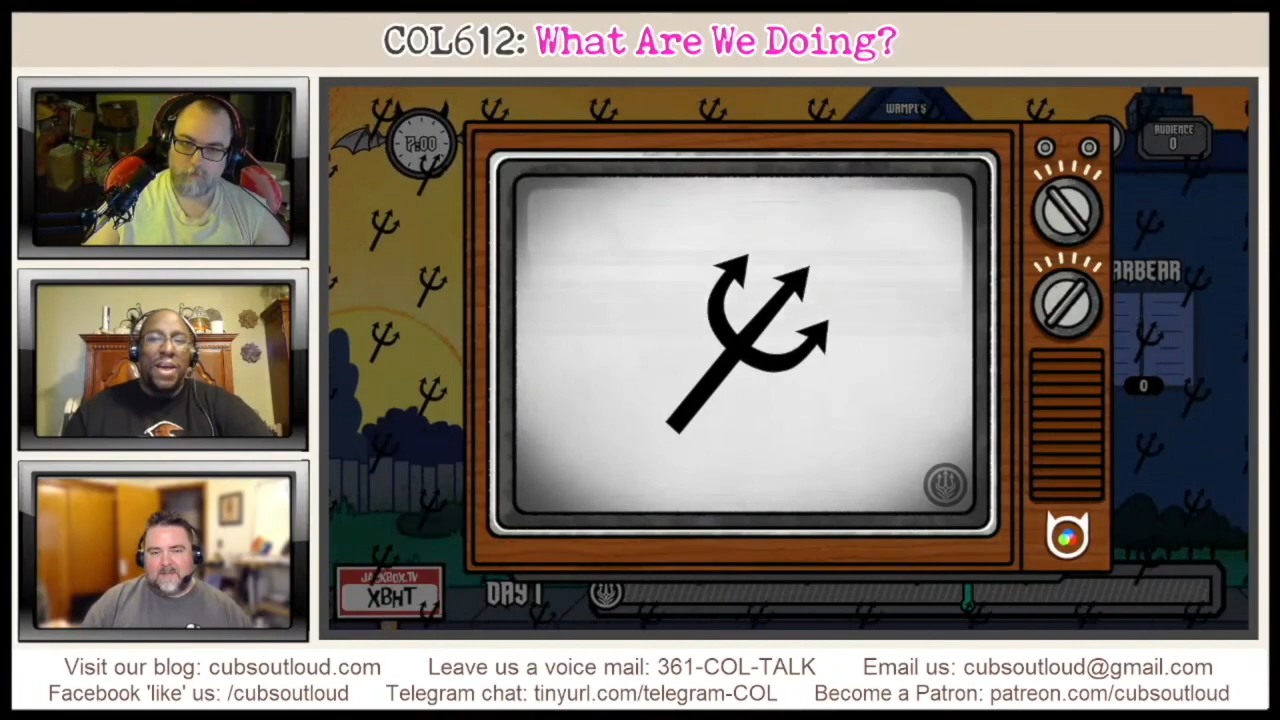 COL612: What Are We Doing?
WAMPL'S
7:00
AUDIENCE
0
ARBEAR
0
JACKBOX.TV
XBHT
DAY 1
Visit our blog: cubsoutloud.com Leave us a voice mail: 361-COL-TALK Email us: cubsoutloud@gmail.com
Facebook 'like' us: /cubsoutloud Telegram chat: tinyurl.com/telegram-COL Become a Patron: patreon.com/cubsoutloud